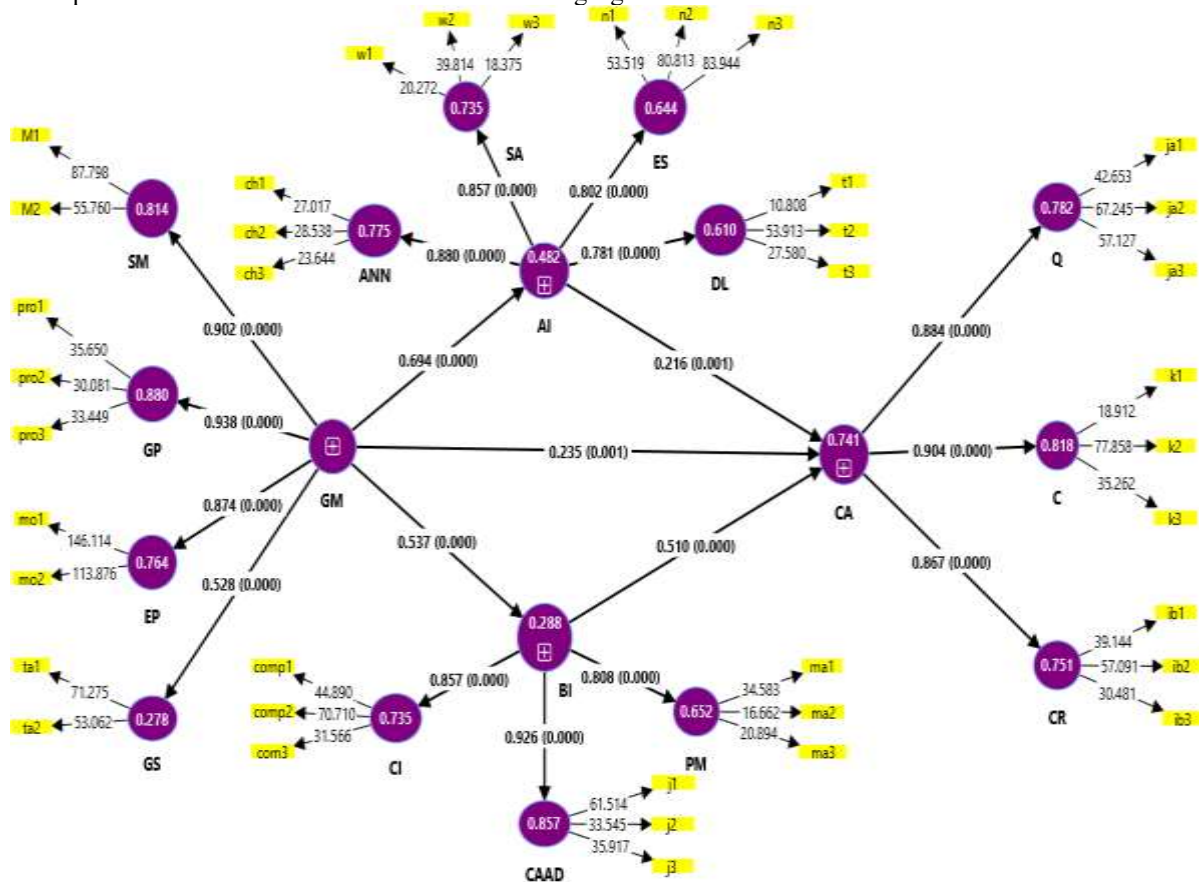 w1
w2
w3
20.272
39.814
18.375
0.735
SA
n1
n2
n3
53.519
80.813
83.944
0.644
ES
M1
87.798
M2
55.760
0.814
SM
ch1
27.017
ch2
28.538
ch3
23.644
0.775
ANN
0.857 (0.000)
0.802 (0.000)
0.880 (0.000)
0.482
AI
0.781 (0.000)
t1
10.808
t2
53.913
t3
27.580
0.610
DL
ja1
42.653
ja2
67.245
ja3
57.127
0.782
Q
0.902 (0.000)
0.694 (0.000)
0.216 (0.001)
0.884 (0.000)
pro1
35.650
pro2
30.081
pro3
33.449
0.880
GP
0.938 (0.000)
GM
0.235 (0.001)
0.741
CA
0.904 (0.000)
k1
18.912
k2
77.858
k3
35.262
0.818
C
0.874 (0.000)
mo1
146.114
mo2
113.876
0.764
EP
0.528 (0.000)
0.537 (0.000)
0.510 (0.000)
0.867 (0.000)
ta1
71.275
ta2
53.062
0.278
GS
comp1
44.890
comp2
70.710
com3
31.566
0.735
CI
0.857 (0.000)
0.288
BI
0.808 (0.000)
0.926 (0.000)
ma1
34.583
ma2
16.662
ma3
20.894
0.652
PM
ib1
39.144
ib2
57.091
ib3
30.481
0.751
CR
j1
61.514
j2
33.545
j3
35.917
0.857
CAAD